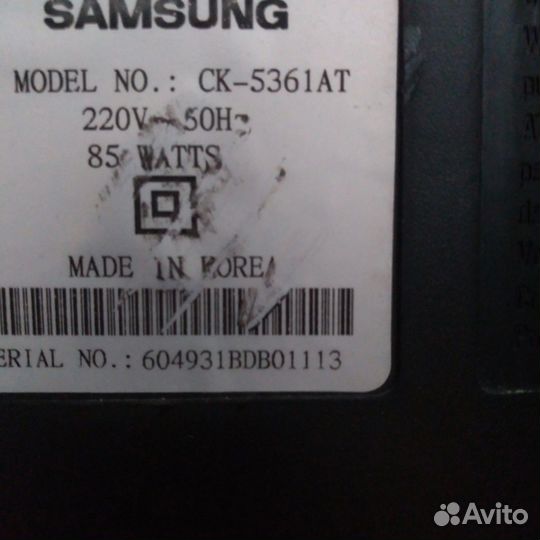 SAMSUNG
MODEL NO.: CK-5361AT
220V~50Hz
85 WATTS
MADE IN KOREA
ERIAL NO.: 604931BDB01113
Avito